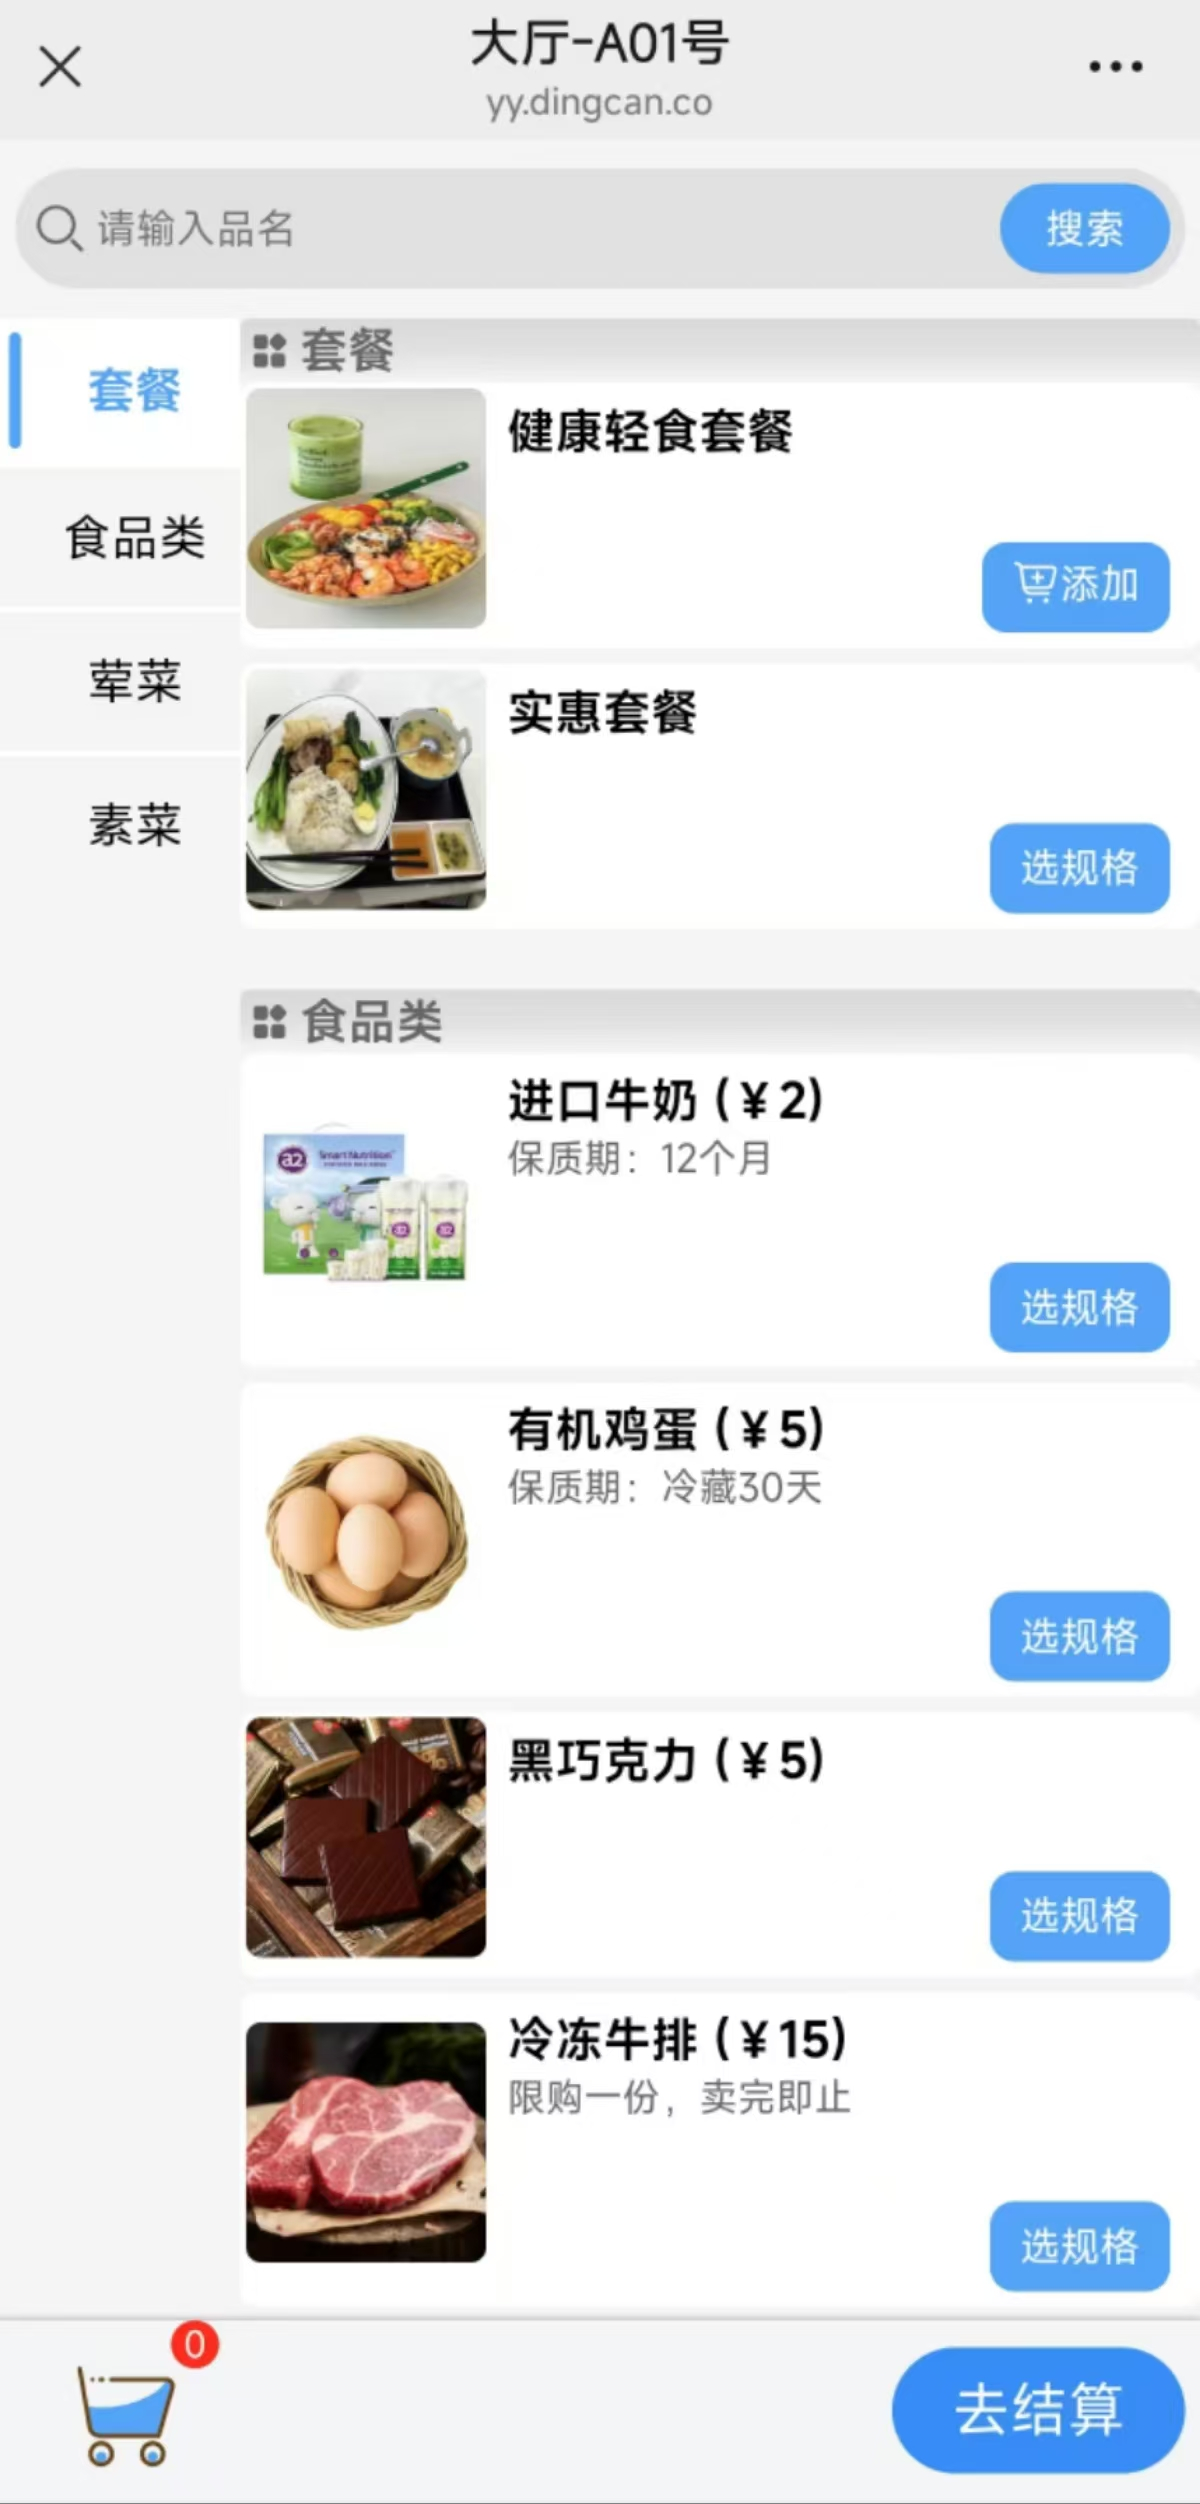 大厅-A01号
yy.dingcan.co
请输入品名
搜索
套餐
食品类
荤菜
素菜
套餐
健康轻食套餐
添加
实惠套餐
选规格
食品类
进口牛奶 (￥2)
保质期：12个月
a2 Smart Nutrition
a2
a2
选规格
有机鸡蛋 (￥5)
保质期：冷藏30天
选规格
黑巧克力 (￥5)
选规格
冷冻牛排 (￥15)
限购一份，卖完即止
选规格
0
去结算